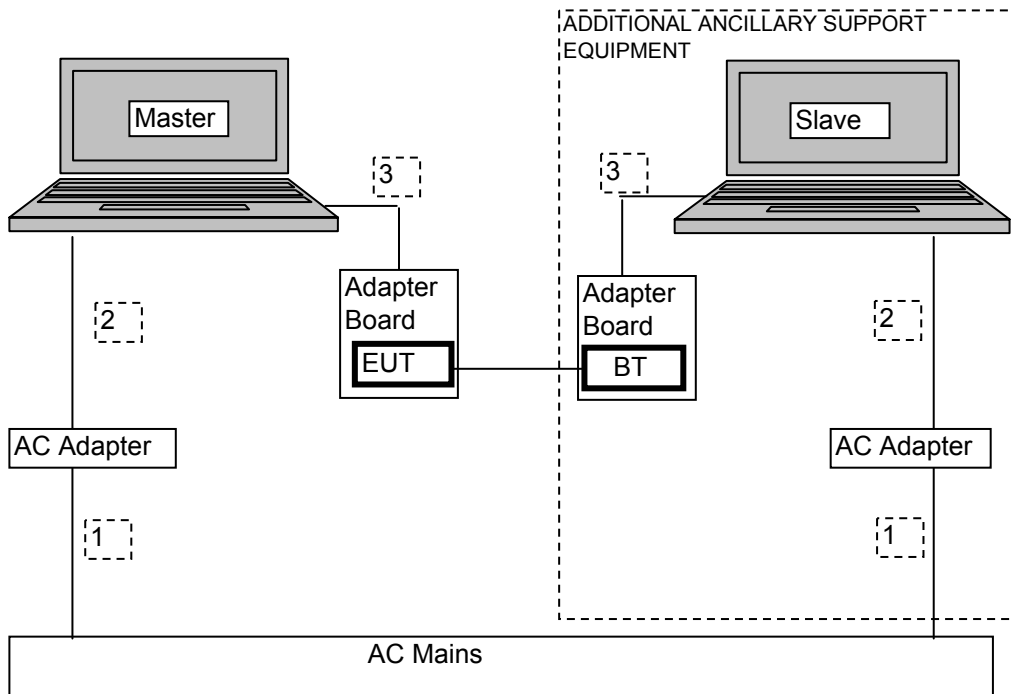 ADDITIONAL ANCILLARY SUPPORT
EQUIPMENT
Master
Slave
3
3
Adapter
Board
EUT
Adapter
Board
BT
2
2
AC Adapter
AC Adapter
1
1
AC Mains